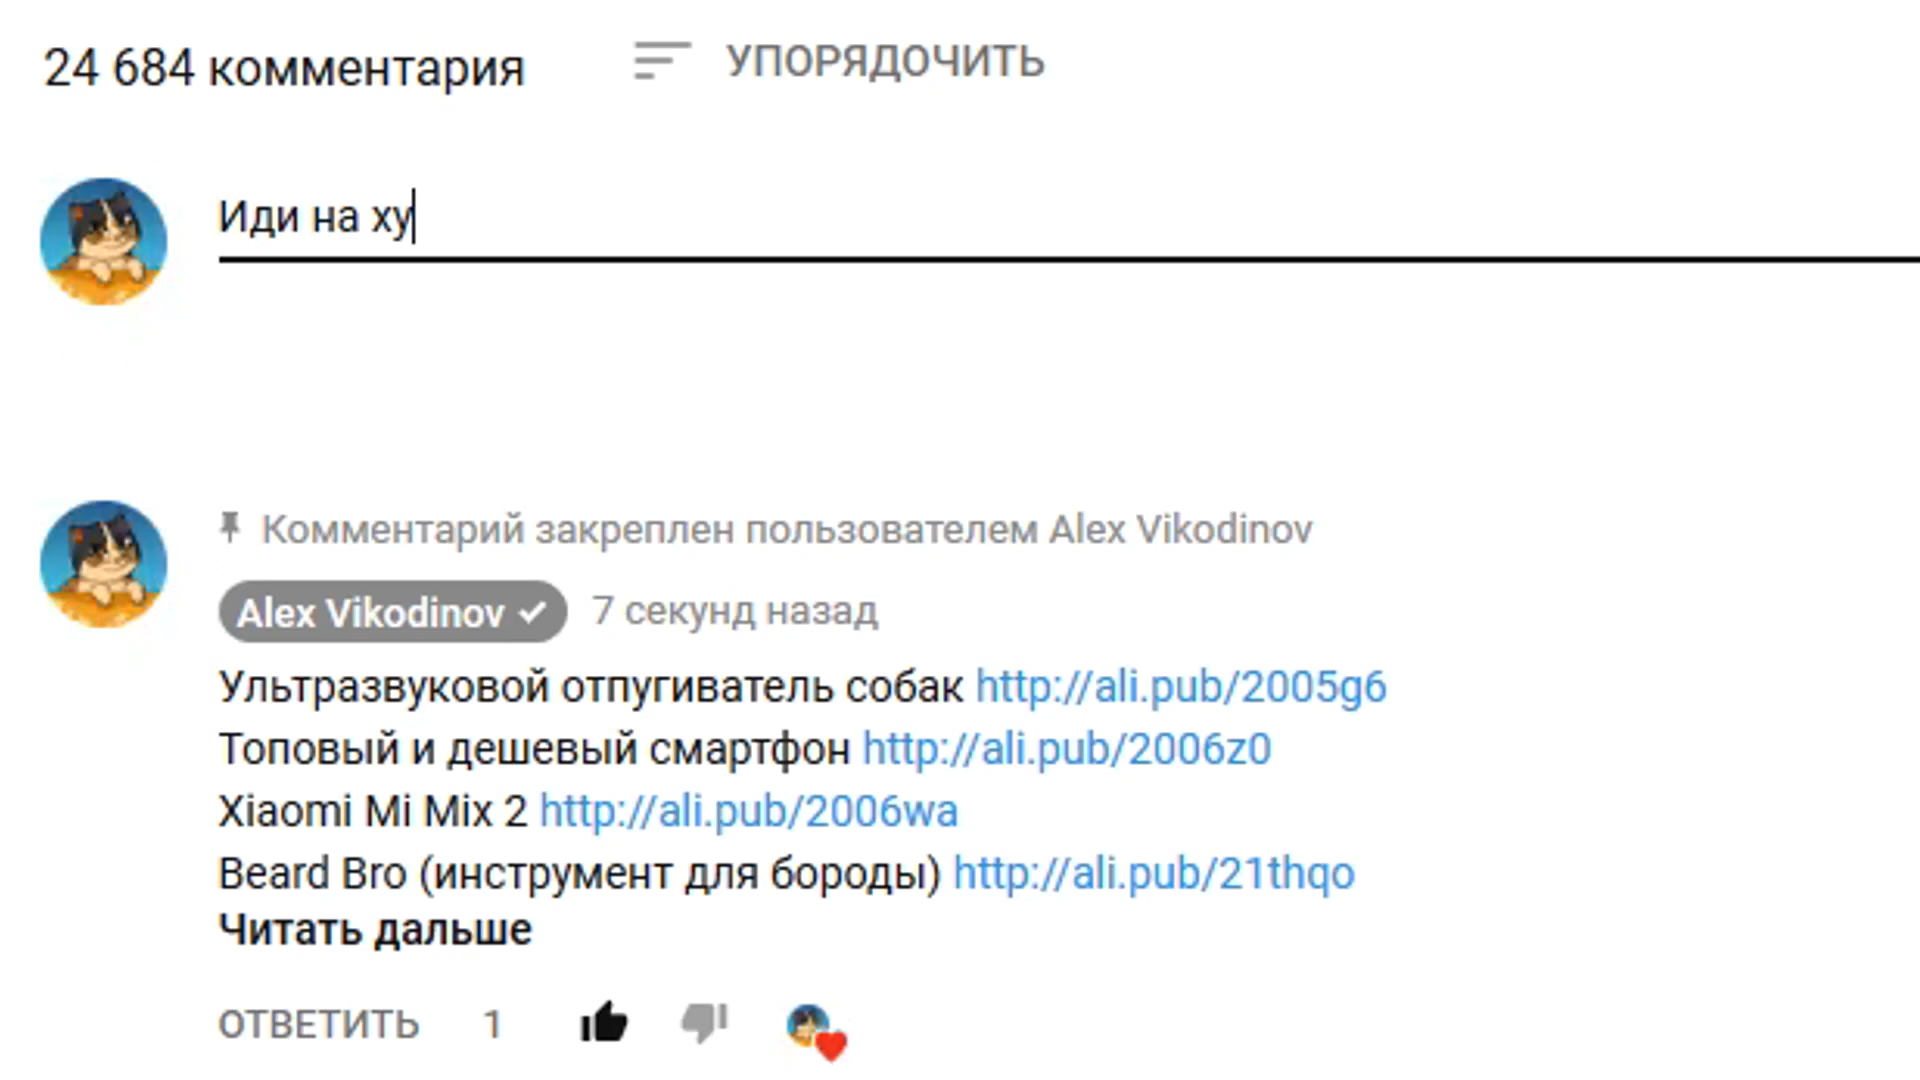 24 684 комментария
УПОРЯДОЧИТЬ
Иди на ху
Комментарий закреплен пользователем Alex Vikodinov
Alex Vikodinov 7 секунд назад
Ультразвуковой отпугиватель собак http://ali.pub/2005g6
Топовый и дешевый смартфон http://ali.pub/2006z0
Xiaomi Mi Mix 2 http://ali.pub/2006wa
Beard Bro (инструмент для бороды) http://ali.pub/21thqo
Читать дальше
ОТВЕТИТЬ 1